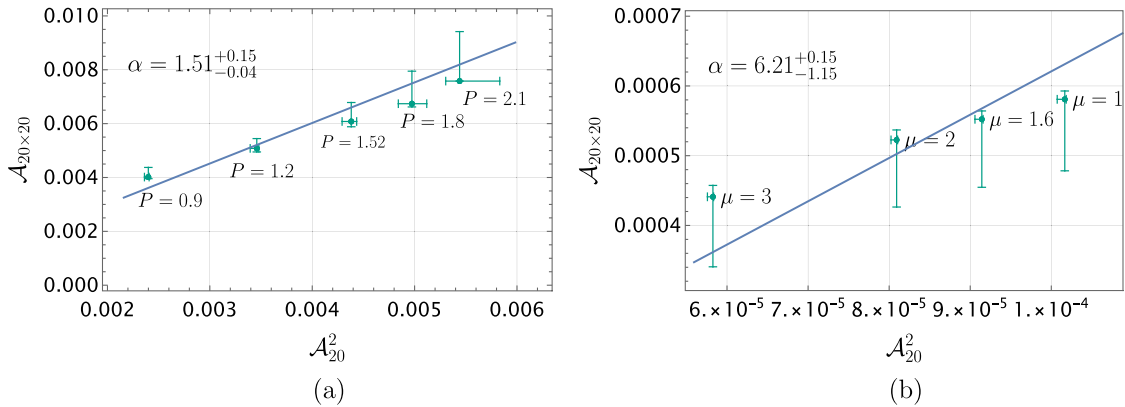 α = 1.51 +0.15 −0.04
P = 0.9
P = 1.2
P = 1.52
P = 1.8
P = 2.1
0.010
0.008
0.006
0.004
0.002
0.000
0.002 0.003 0.004 0.005 0.006
𝒜20×20
𝒜²20
(a)
α = 6.21 +0.15 −1.15
μ = 3
μ = 2
μ = 1.6
μ = 1
0.0007
0.0006
0.0005
0.0004
6.×10⁻⁵ 7.×10⁻⁵ 8.×10⁻⁵ 9.×10⁻⁵ 1.×10⁻⁴
𝒜20×20
𝒜²20
(b)